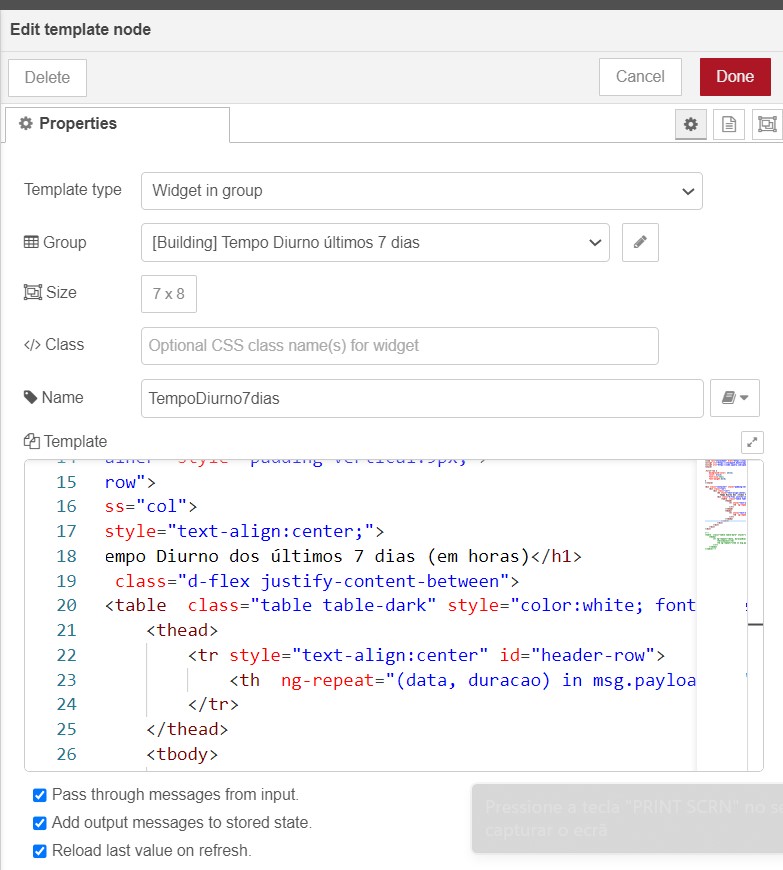 Edit template node
Delete
Cancel
Done
Properties
Template type
Widget in group
Group
[Building] Tempo Diurno últimos 7 dias
Size
7 x 8
</> Class
Optional CSS class name(s) for widget
Name
TempoDiurno7dias
Template
15 row">
16 ss="col">
17 style="text-align:center;">
18 empo Diurno dos últimos 7 dias (em horas)</h1>
19 class="d-flex justify-content-between">
20 <table  class="table table-dark" style="color:white; font
21 <thead>
22 <tr style="text-align:center" id="header-row">
23 <th  ng-repeat="(data, duracao) in msg.payloa
24 </tr>
25 </thead>
26 <tbody>
Pass through messages from input.
Add output messages to stored state.
Reload last value on refresh.
Pressione a tecla "PRINT SCRN" no
capturar o ecrã